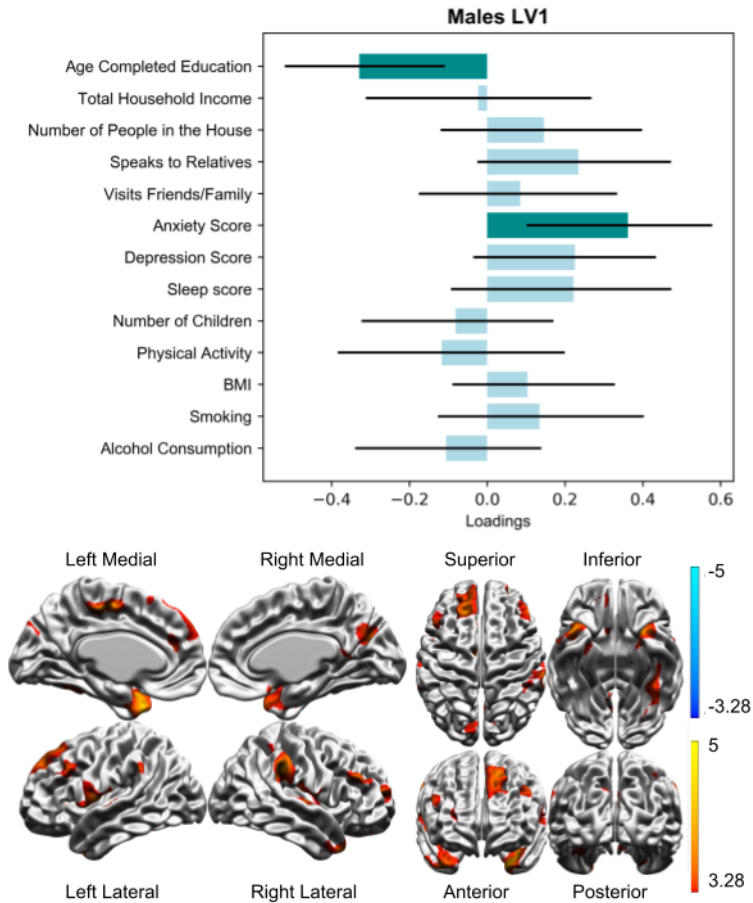 Males LV1
Age Completed Education
Total Household Income
Number of People in the House
Speaks to Relatives
Visits Friends/Family
Anxiety Score
Depression Score
Sleep score
Number of Children
Physical Activity
BMI
Smoking
Alcohol Consumption
−0.4 −0.2 0.0 0.2 0.4 0.6
Loadings
Left Medial Right Medial Superior Inferior
-5
-3.28
5
3.28
Left Lateral Right Lateral Anterior Posterior